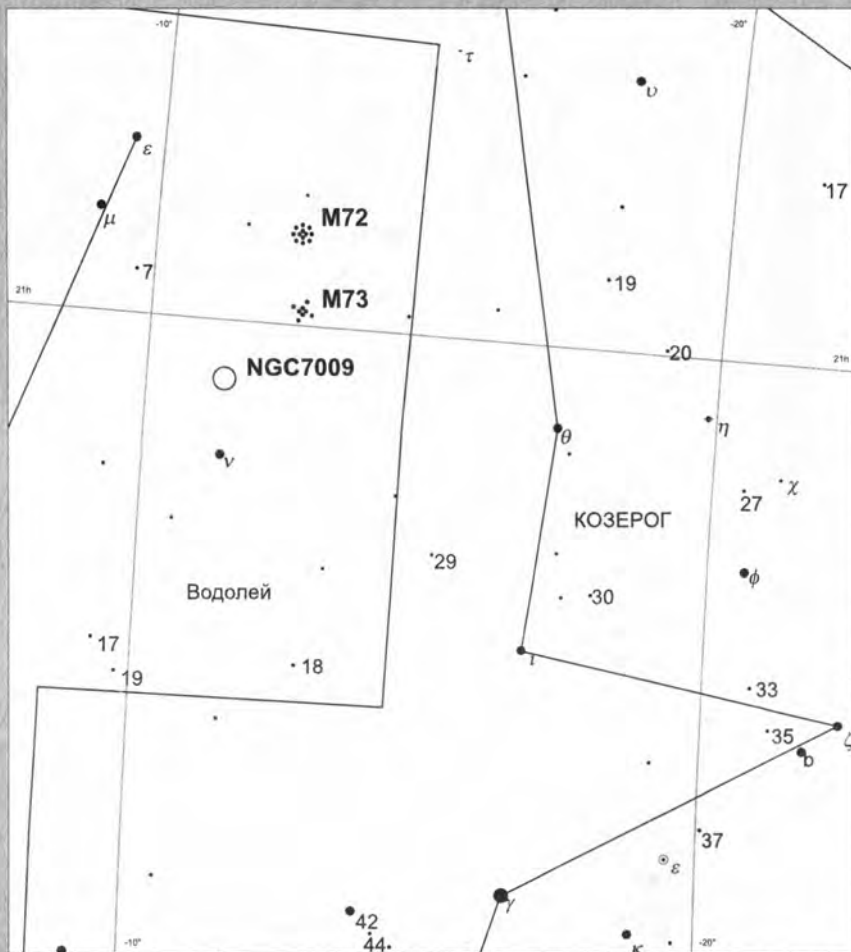 -10°
-20°
τ
υ
ε
17
μ
M72
7
19
21h
M73
20
21h
NGC7009
θ
η
ν
χ
27
КОЗЕРОГ
29
ϕ
Водолей
30
17
18
ι
19
33
35
ζ
b
37
ε
γ
42
κ
44
-10°
-20°